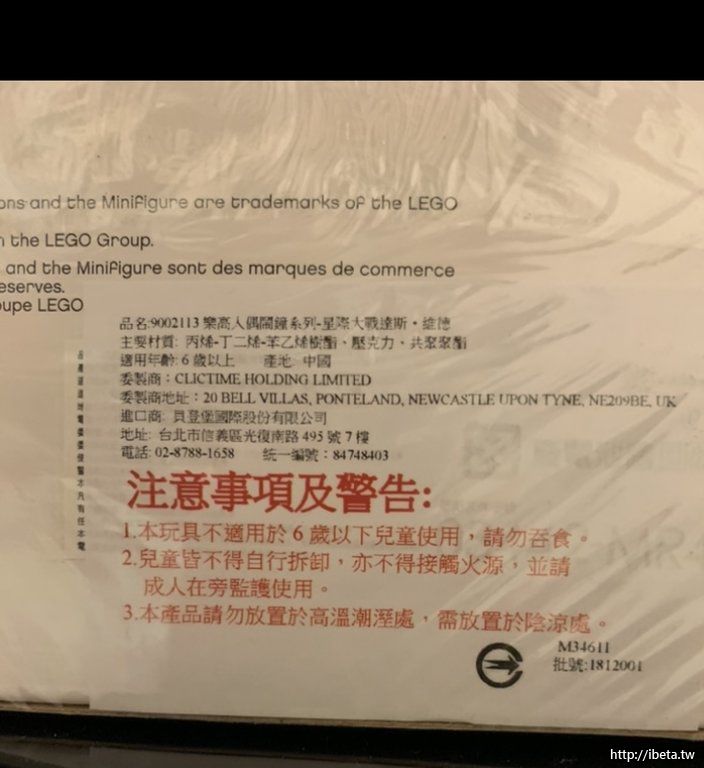 ons and the Minifigure are trademarks of the LEGO
the LEGO Group.
and the Minifigure sont des marques de commerce
eserves.
oupe LEGO
品名:9002113 樂高人偶鬧鐘系列-星際大戰達斯·維德
主要材質: 丙烯-丁二烯-苯乙烯樹酯、壓克力、共聚聚酯
適用年齡: 6 歲以上 產地: 中國
委製商：CLICTIME HOLDING LIMITED
委製商地址：20 BELL VILLAS, PONTELAND, NEWCASTLE UPON TYNE, NE209BE, UK
進口商: 貝登堡國際股份有限公司
地址: 台北市信義區光復南路 495 號 7 樓
電話: 02-8788-1658 統一編號：84748403
注意事項及警告:
1.本玩具不適用於 6 歲以下兒童使用，請勿吞食。
2.兒童皆不得自行拆卸，亦不得接觸火源，並請
成人在旁監護使用。
3.本產品請勿放置於高溫潮溼處，需放置於陰涼處。
M34611
批號:1812001
http://ibeta.tw